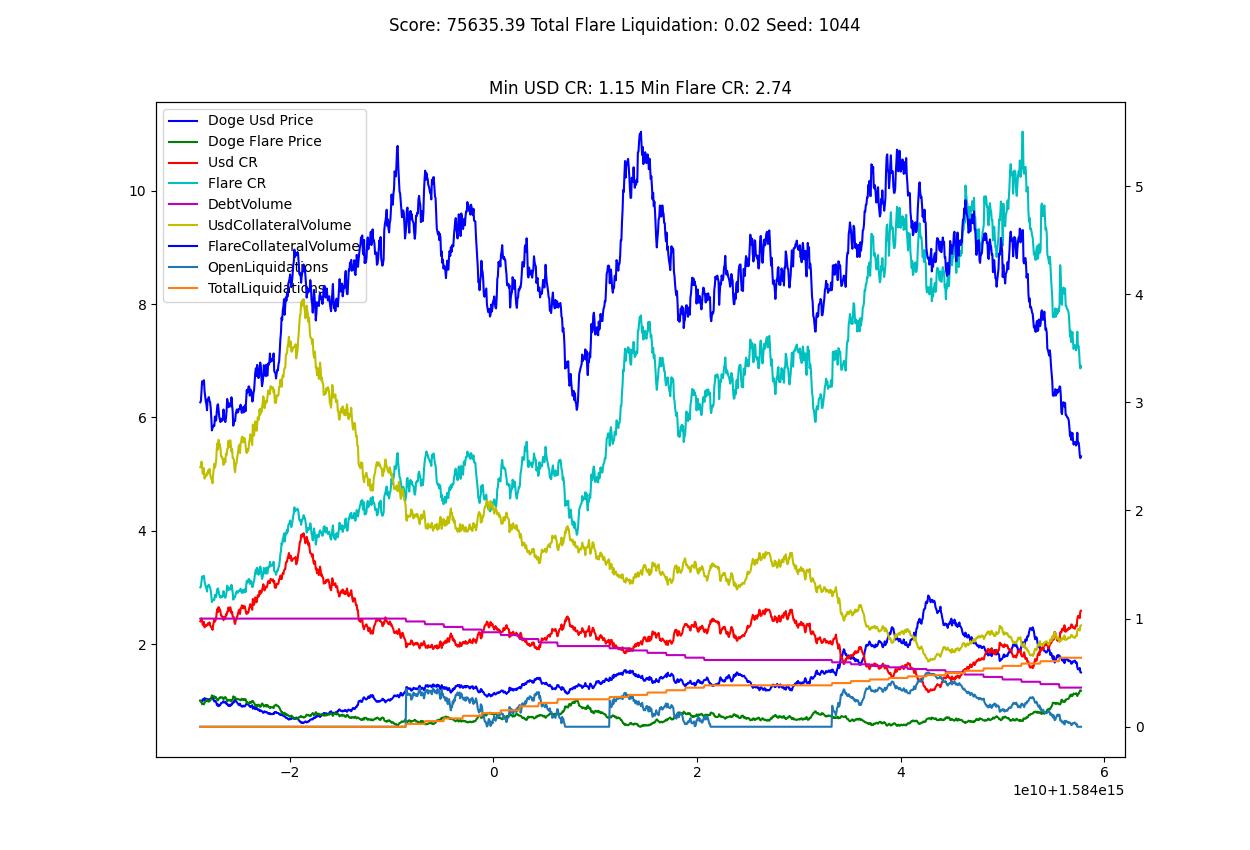 Score: 75635.39 Total Flare Liquidation: 0.02 Seed: 1044
Min USD CR: 1.15 Min Flare CR: 2.74
Doge Usd Price
Doge Flare Price
Usd CR
Flare CR
DebtVolume
UsdCollateralVolume
FlareCollateralVolume
OpenLiquidations
TotalLiquidations
10
8
6
4
2
5
4
3
2
1
0
−2
0
2
4
6
1e10+1.584e15